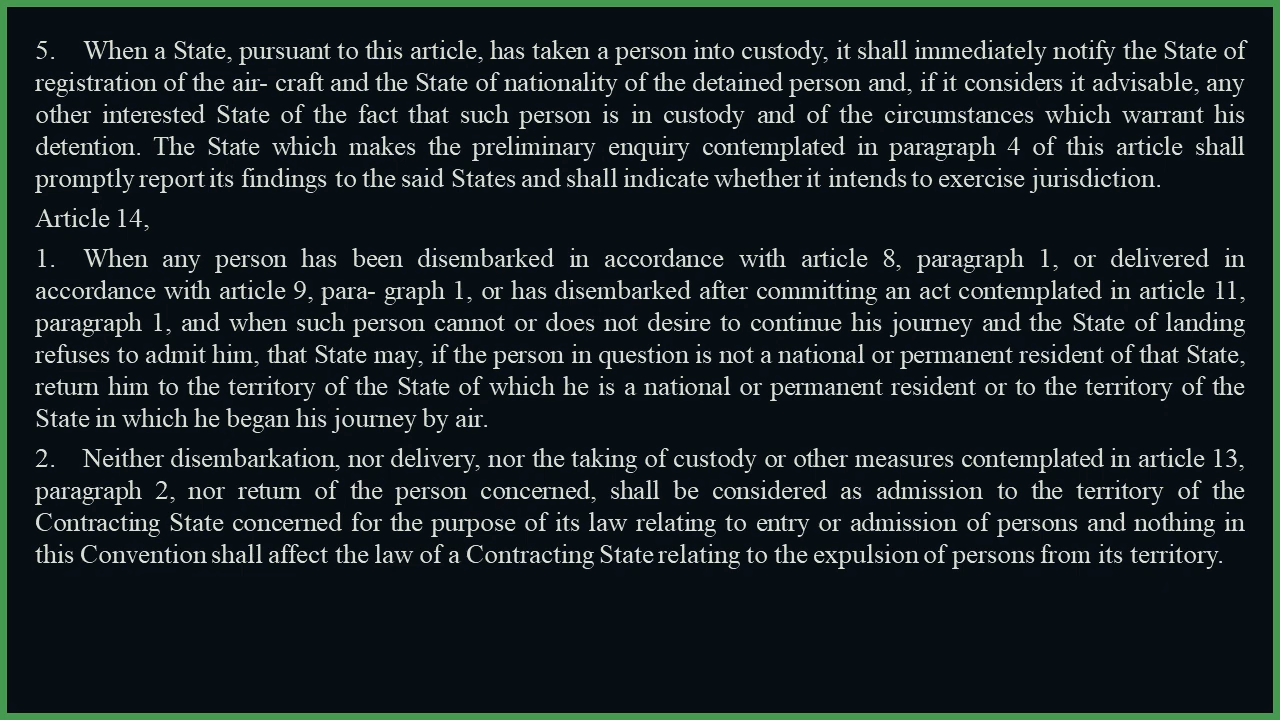 5. When a State, pursuant to this article, has taken a person into custody, it shall immediately notify the State of
registration of the air- craft and the State of nationality of the detained person and, if it considers it advisable, any
other interested State of the fact that such person is in custody and of the circumstances which warrant his
detention. The State which makes the preliminary enquiry contemplated in paragraph 4 of this article shall
promptly report its findings to the said States and shall indicate whether it intends to exercise jurisdiction.
Article 14,
1. When any person has been disembarked in accordance with article 8, paragraph 1, or delivered in
accordance with article 9, para- graph 1, or has disembarked after committing an act contemplated in article 11,
paragraph 1, and when such person cannot or does not desire to continue his journey and the State of landing
refuses to admit him, that State may, if the person in question is not a national or permanent resident of that State,
return him to the territory of the State of which he is a national or permanent resident or to the territory of the
State in which he began his journey by air.
2. Neither disembarkation, nor delivery, nor the taking of custody or other measures contemplated in article 13,
paragraph 2, nor return of the person concerned, shall be considered as admission to the territory of the
Contracting State concerned for the purpose of its law relating to entry or admission of persons and nothing in
this Convention shall affect the law of a Contracting State relating to the expulsion of persons from its territory.